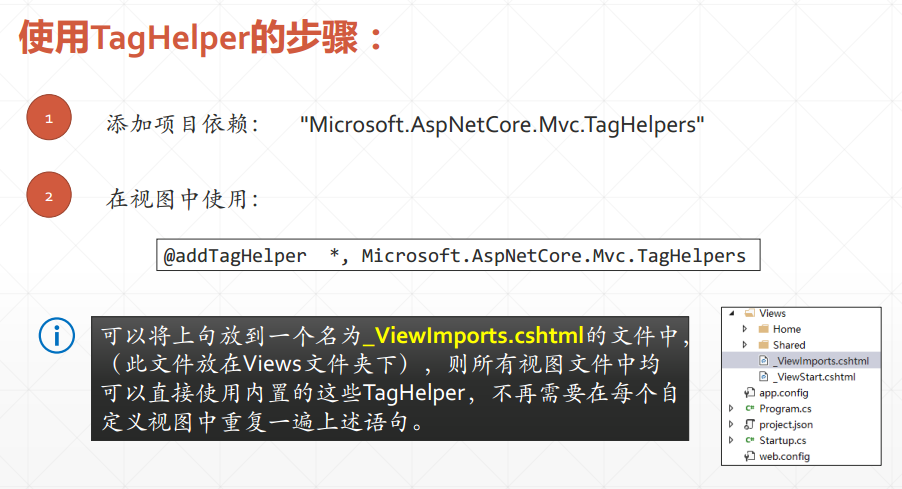 使用TagHelper的步骤：
1
添加项目依赖： "Microsoft.AspNetCore.Mvc.TagHelpers"
2
在视图中使用：
@addTagHelper *, Microsoft.AspNetCore.Mvc.TagHelpers
可以将上句放到一个名为_ViewImports.cshtml的文件中，
（此文件放在Views文件夹下），则所有视图文件中均
可以直接使用内置的这些TagHelper，不再需要在每个自
定义视图中重复一遍上述语句。
Views
Home
Shared
_ViewImports.cshtml
_ViewStart.cshtml
app.config
C# Program.cs
project.json
C# Startup.cs
web.config